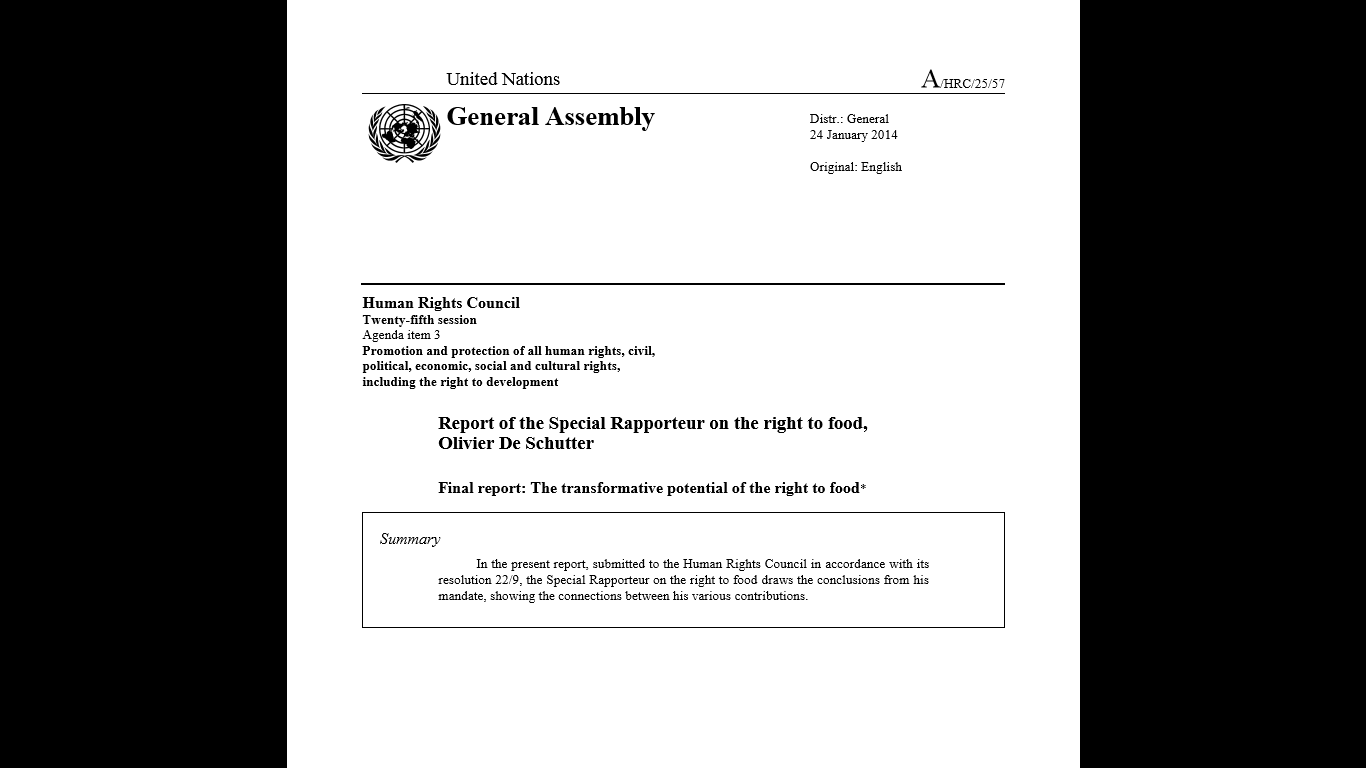 United Nations
A/HRC/25/57
General Assembly
Distr.: General
24 January 2014
Original: English
Human Rights Council
Twenty-fifth session
Agenda item 3
Promotion and protection of all human rights, civil,
political, economic, social and cultural rights,
including the right to development
Report of the Special Rapporteur on the right to food,
Olivier De Schutter
Final report: The transformative potential of the right to food*
Summary
In the present report, submitted to the Human Rights Council in accordance with its
resolution 22/9, the Special Rapporteur on the right to food draws the conclusions from his
mandate, showing the connections between his various contributions.